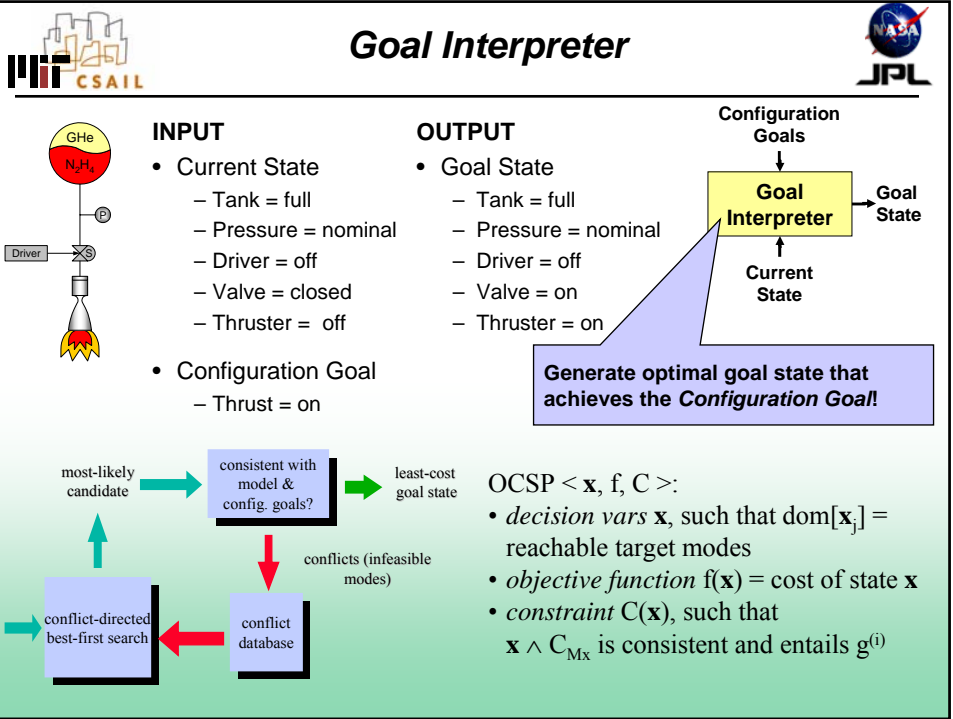 CSAIL
Goal Interpreter
NASA
JPL
GHe
N₂H₄
P
Driver
S
INPUT
• Current State
– Tank = full
– Pressure = nominal
– Driver = off
– Valve = closed
– Thruster = off
• Configuration Goal
– Thrust = on
OUTPUT
• Goal State
– Tank = full
– Pressure = nominal
– Driver = off
– Valve = on
– Thruster = on
Configuration
Goals
Goal
Interpreter
Goal
State
Current
State
Generate optimal goal state that
achieves the Configuration Goal!
most-likely
candidate
consistent with
model &
config. goals?
least-cost
goal state
conflicts (infeasible
modes)
conflict-directed
best-first search
conflict
database
OCSP < x, f, C >:
• decision vars x, such that dom[xⱼ] =
reachable target modes
• objective function f(x) = cost of state x
• constraint C(x), such that
x ∧ C_Mx is consistent and entails g⁽ⁱ⁾